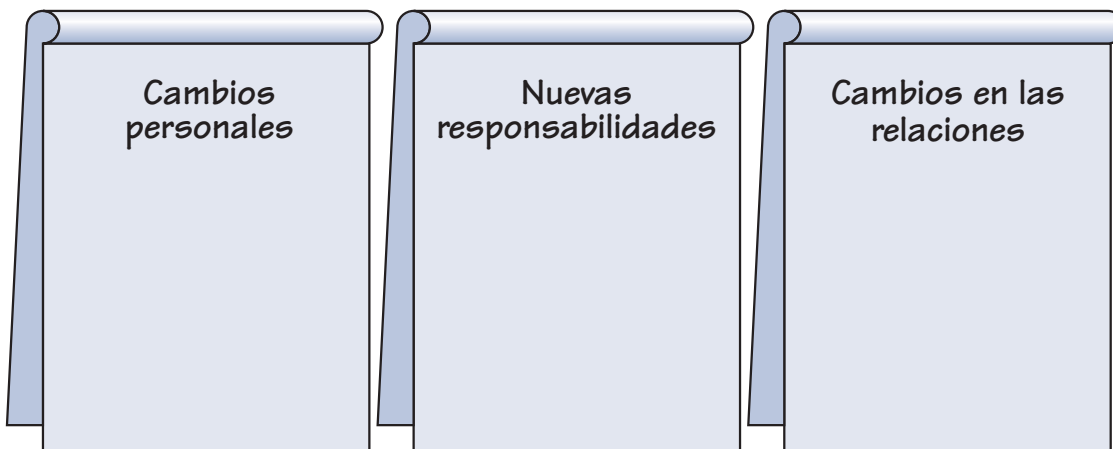 Cambios
personales
Nuevas
responsabilidades
Cambios en las
relaciones